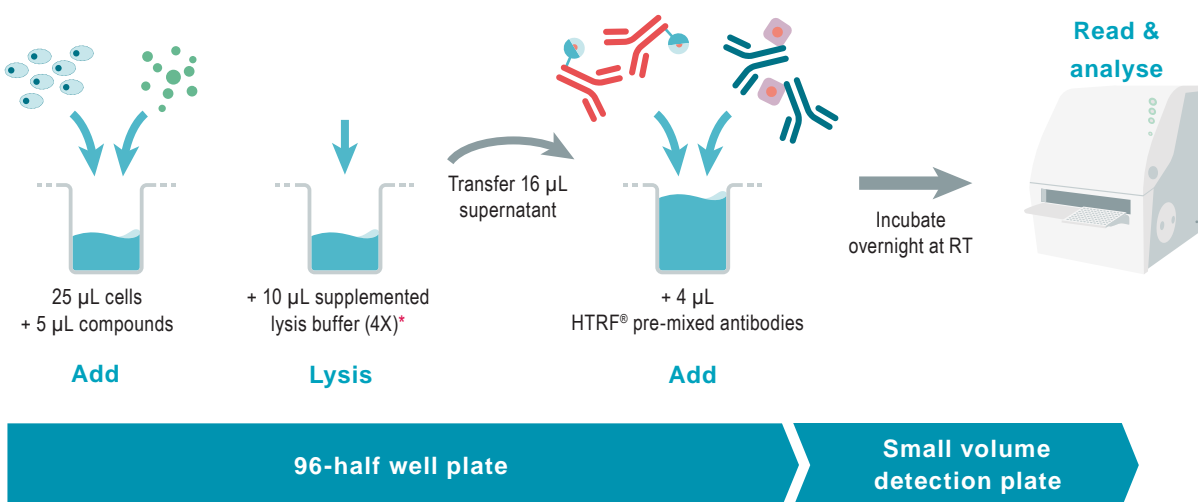 25 µL cells
+ 5 µL compounds
Add
+ 10 µL supplemented
lysis buffer (4X)*
Lysis
Transfer 16 µL
supernatant
+ 4 µL
HTRF® pre-mixed antibodies
Add
Incubate
overnight at RT
Read &
analyse
96-half well plate
Small volume
detection plate